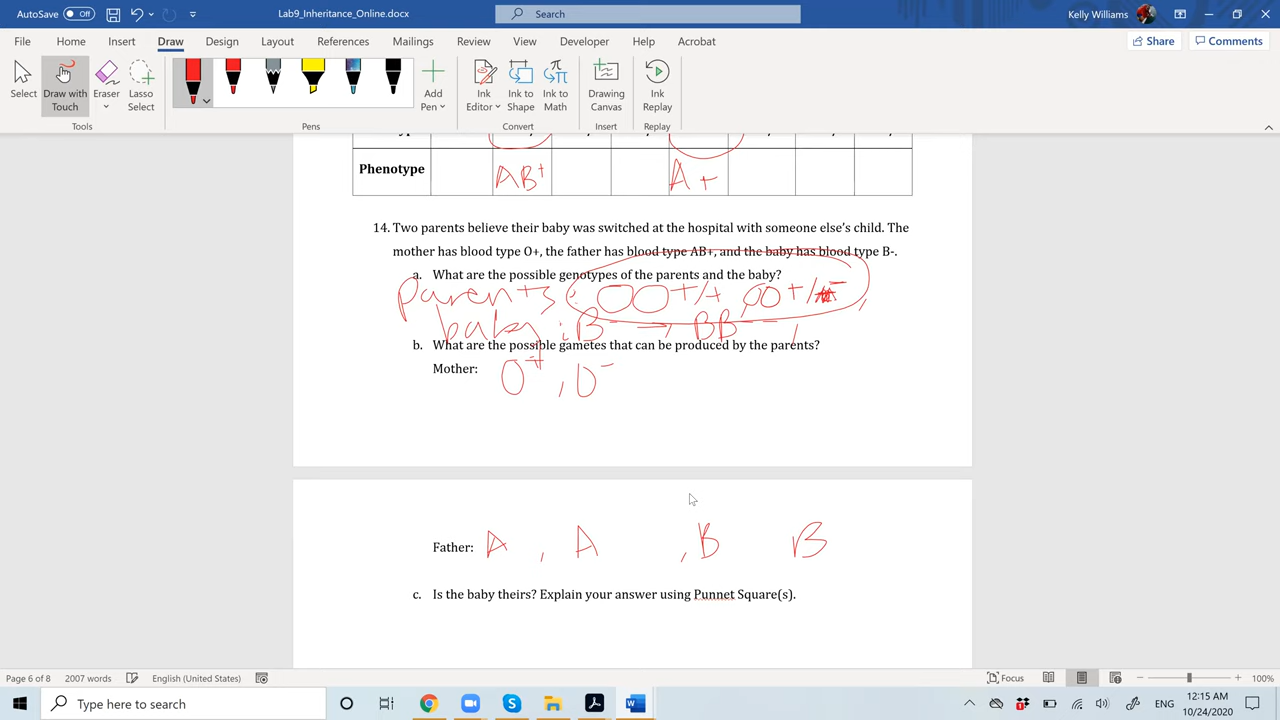 AutoSave Off
Lab9_Inheritance_Online.docx
Search
Kelly Williams
File Home Insert Draw Design Layout References Mailings Review View Developer Help Acrobat
Share Comments
Select Draw with Touch Eraser Lasso Select Add Pen Ink Editor Ink to Shape Ink to Math Drawing Canvas Ink Replay
Tools Pens Convert Insert Replay
Phenotype AB+ A+
14. Two parents believe their baby was switched at the hospital with someone else's child. The
mother has blood type O+, the father has blood type AB+, and the baby has blood type B-.
a. What are the possible genotypes of the parents and the baby?
Parents: OO+/+, OO+/-,
baby: B- → BB--,
b. What are the possible gametes that can be produced by the parents?
Mother: O+, O-
Father: A , A , B B
c. Is the baby theirs? Explain your answer using Punnet Square(s).
Page 6 of 8 2007 words English (United States) Focus 100%
Type here to search
ENG
12:15 AM
10/24/2020